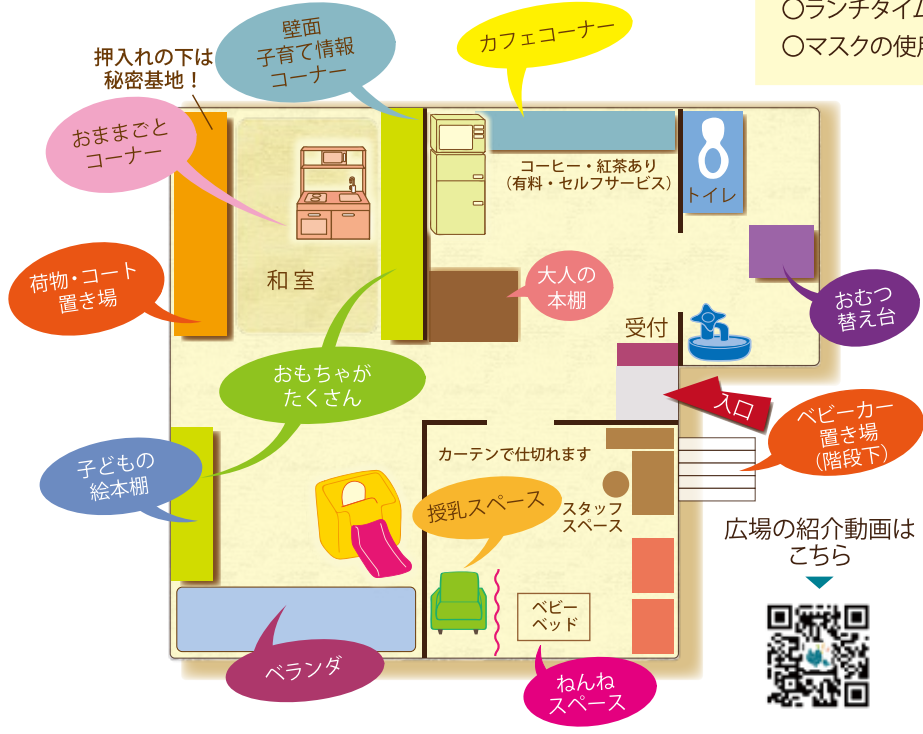 〇ランチタイム
〇マスクの使用
壁面
子育て情報
コーナー
カフェコーナー
押入れの下は
秘密基地！
おままごと
コーナー
コーヒー・紅茶あり
（有料・セルフサービス）
トイレ
荷物・コート
置き場
和室
大人の
本棚
おむつ
替え台
受付
おもちゃが
たくさん
入口
ベビーカー
置き場
（階段下）
子どもの
絵本棚
カーテンで仕切れます
授乳スペース
スタッフ
スペース
広場の紹介動画は
こちら
ベビー
ベッド
ベランダ
ねんね
スペース